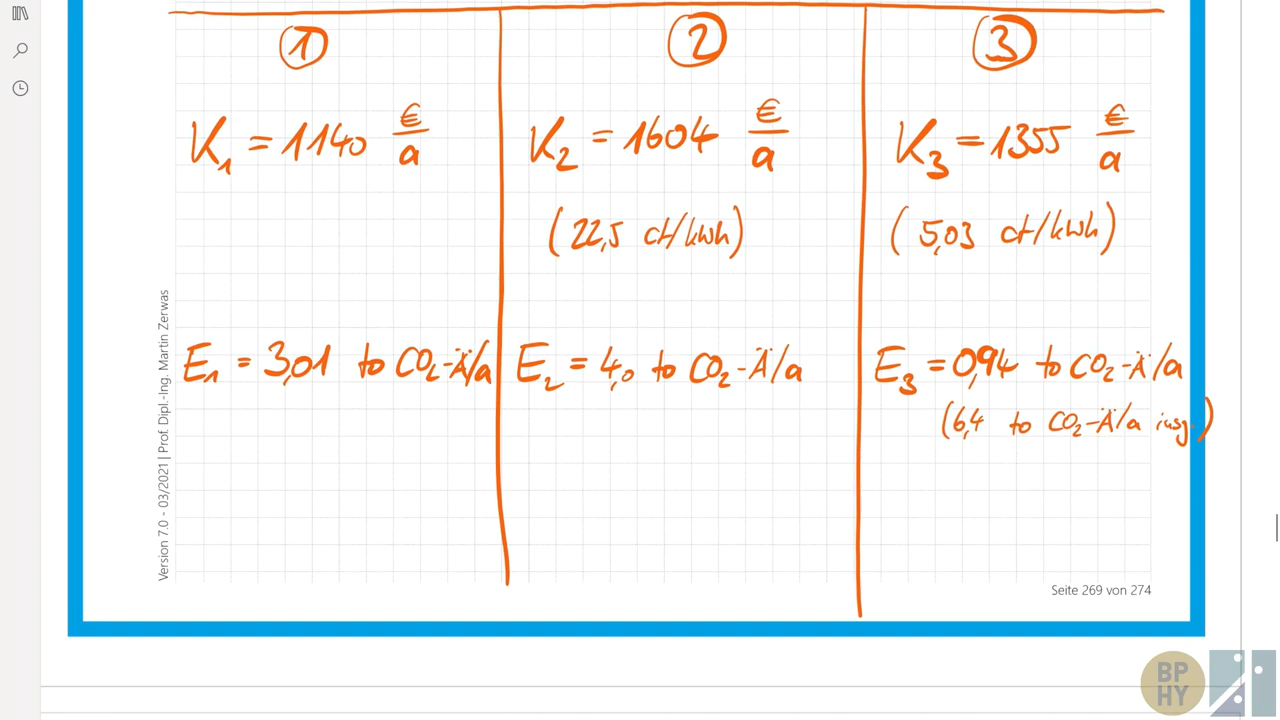 ①
②
③
K₁ = 1140 €/a
K₂ = 1604 €/a
K₃ = 1355 €/a
(22,5 ct/kWh)
(5,03 ct/kWh)
E₁ = 3,01 to CO₂-Ä/a
E₂ = 4,0 to CO₂-Ä/a
E₃ = 0,94 to CO₂-Ä/a
(6,4 to CO₂-Ä/a insg.)
Version 7.0 - 03/2021 | Prof. Dipl.-Ing. Martin Zerwas
Seite 269 von 274
BP
HY